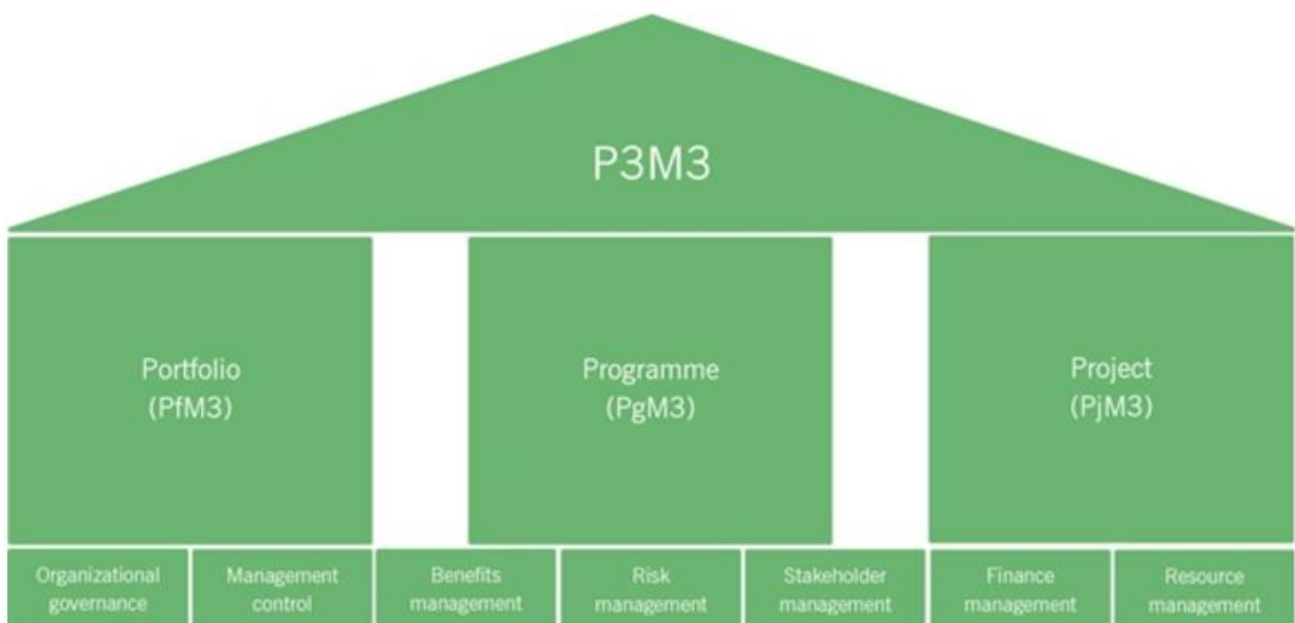 P3M3
Portfolio
(PfM3)
Programme
(PgM3)
Project
(PjM3)
Organizational
governance
Management
control
Benefits
management
Risk
management
Stakeholder
management
Finance
management
Resource
management